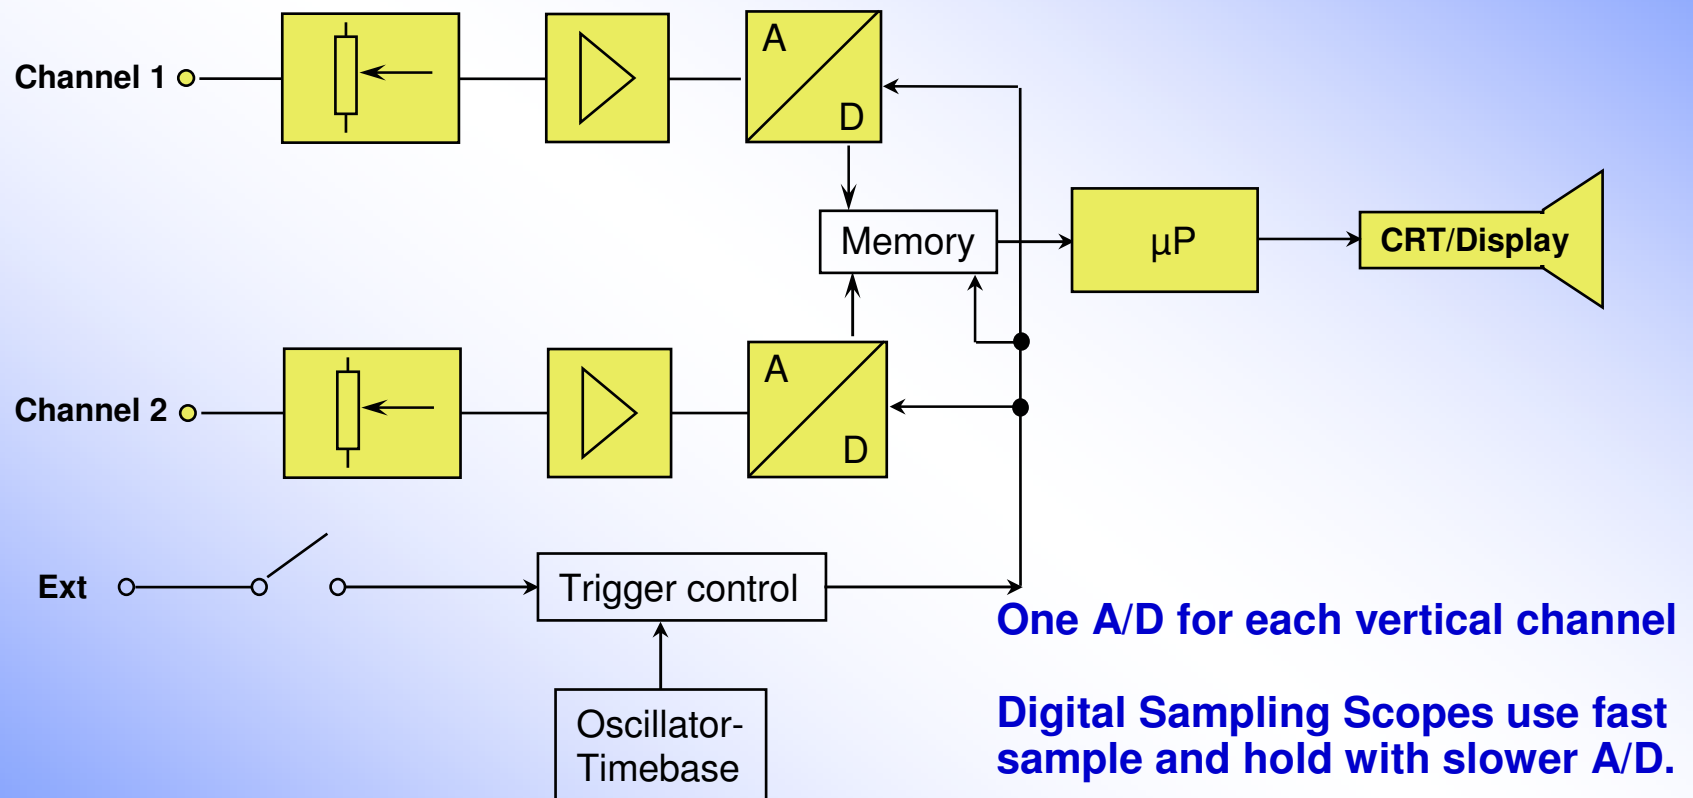 Channel 1
A
D
Memory
µP
CRT/Display
Channel 2
A
D
Ext
Trigger control
Oscillator-
Timebase
One A/D for each vertical channel
Digital Sampling Scopes use fast
sample and hold with slower A/D.